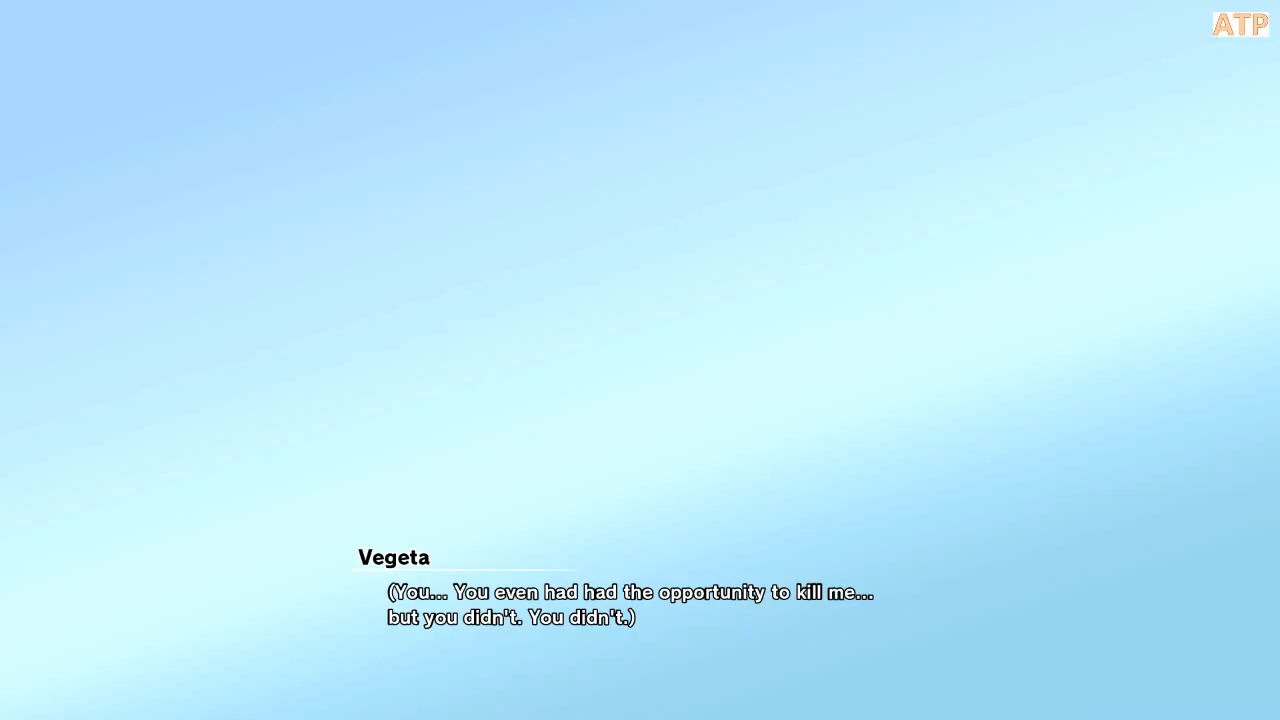 ATP
Vegeta
(You... You even had had the opportunity to kill me...
but you didn't. You didn't.)